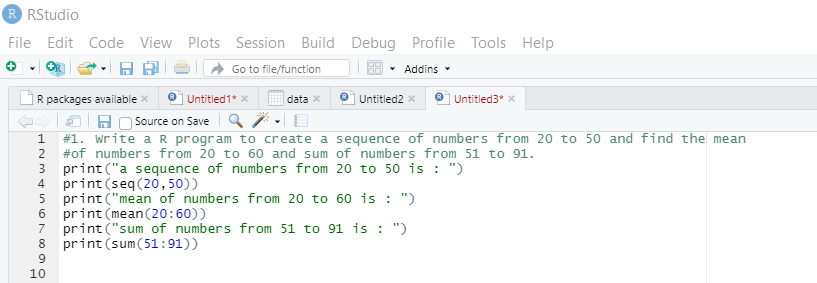 RStudio
File Edit Code View Plots Session Build Debug Profile Tools Help
Go to file/function Addins
R packages available Untitled1* data Untitled2 Untitled3*
Source on Save
1 #1. Write a R program to create a sequence of numbers from 20 to 50 and find the mean
2 #of numbers from 20 to 60 and sum of numbers from 51 to 91.
3 print("a sequence of numbers from 20 to 50 is : ")
4 print(seq(20,50))
5 print("mean of numbers from 20 to 60 is : ")
6 print(mean(20:60))
7 print("sum of numbers from 51 to 91 is : ")
8 print(sum(51:91))
9
10